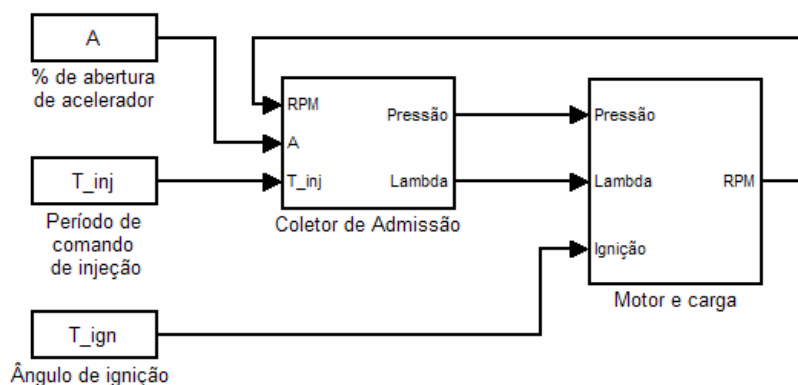 A
% de abertura
de acelerador
T_inj
Período de
comando
de injeção
T_ign
Ângulo de ignição
RPM
A
T_inj
Pressão
Lambda
Coletor de Admissão
Pressão
Lambda
Ignição
RPM
Motor e carga